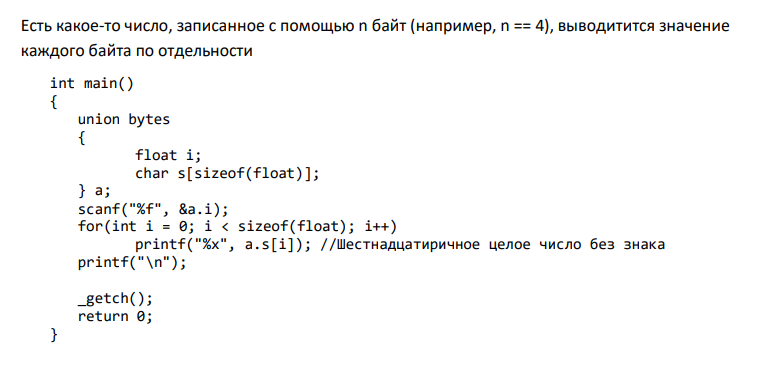 Есть какое-то число, записанное с помощью n байт (например, n == 4), выводитится значение
каждого байта по отдельности
int main()
{
union bytes
{
float i;
char s[sizeof(float)];
} a;
scanf("%f", &a.i);
for(int i = 0; i < sizeof(float); i++)
printf("%x", a.s[i]); //Шестнадцатиричное целое число без знака
printf("\n");
_getch();
return 0;
}